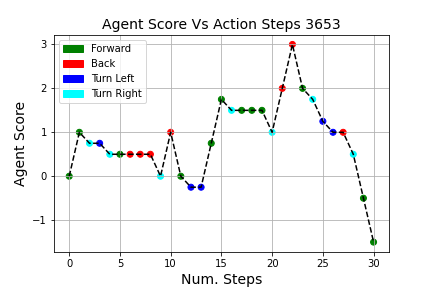 Agent Score Vs Action Steps 3653
Forward
Back
Turn Left
Turn Right
Agent Score
3
2
1
0
−1
0 5 10 15 20 25 30
Num. Steps